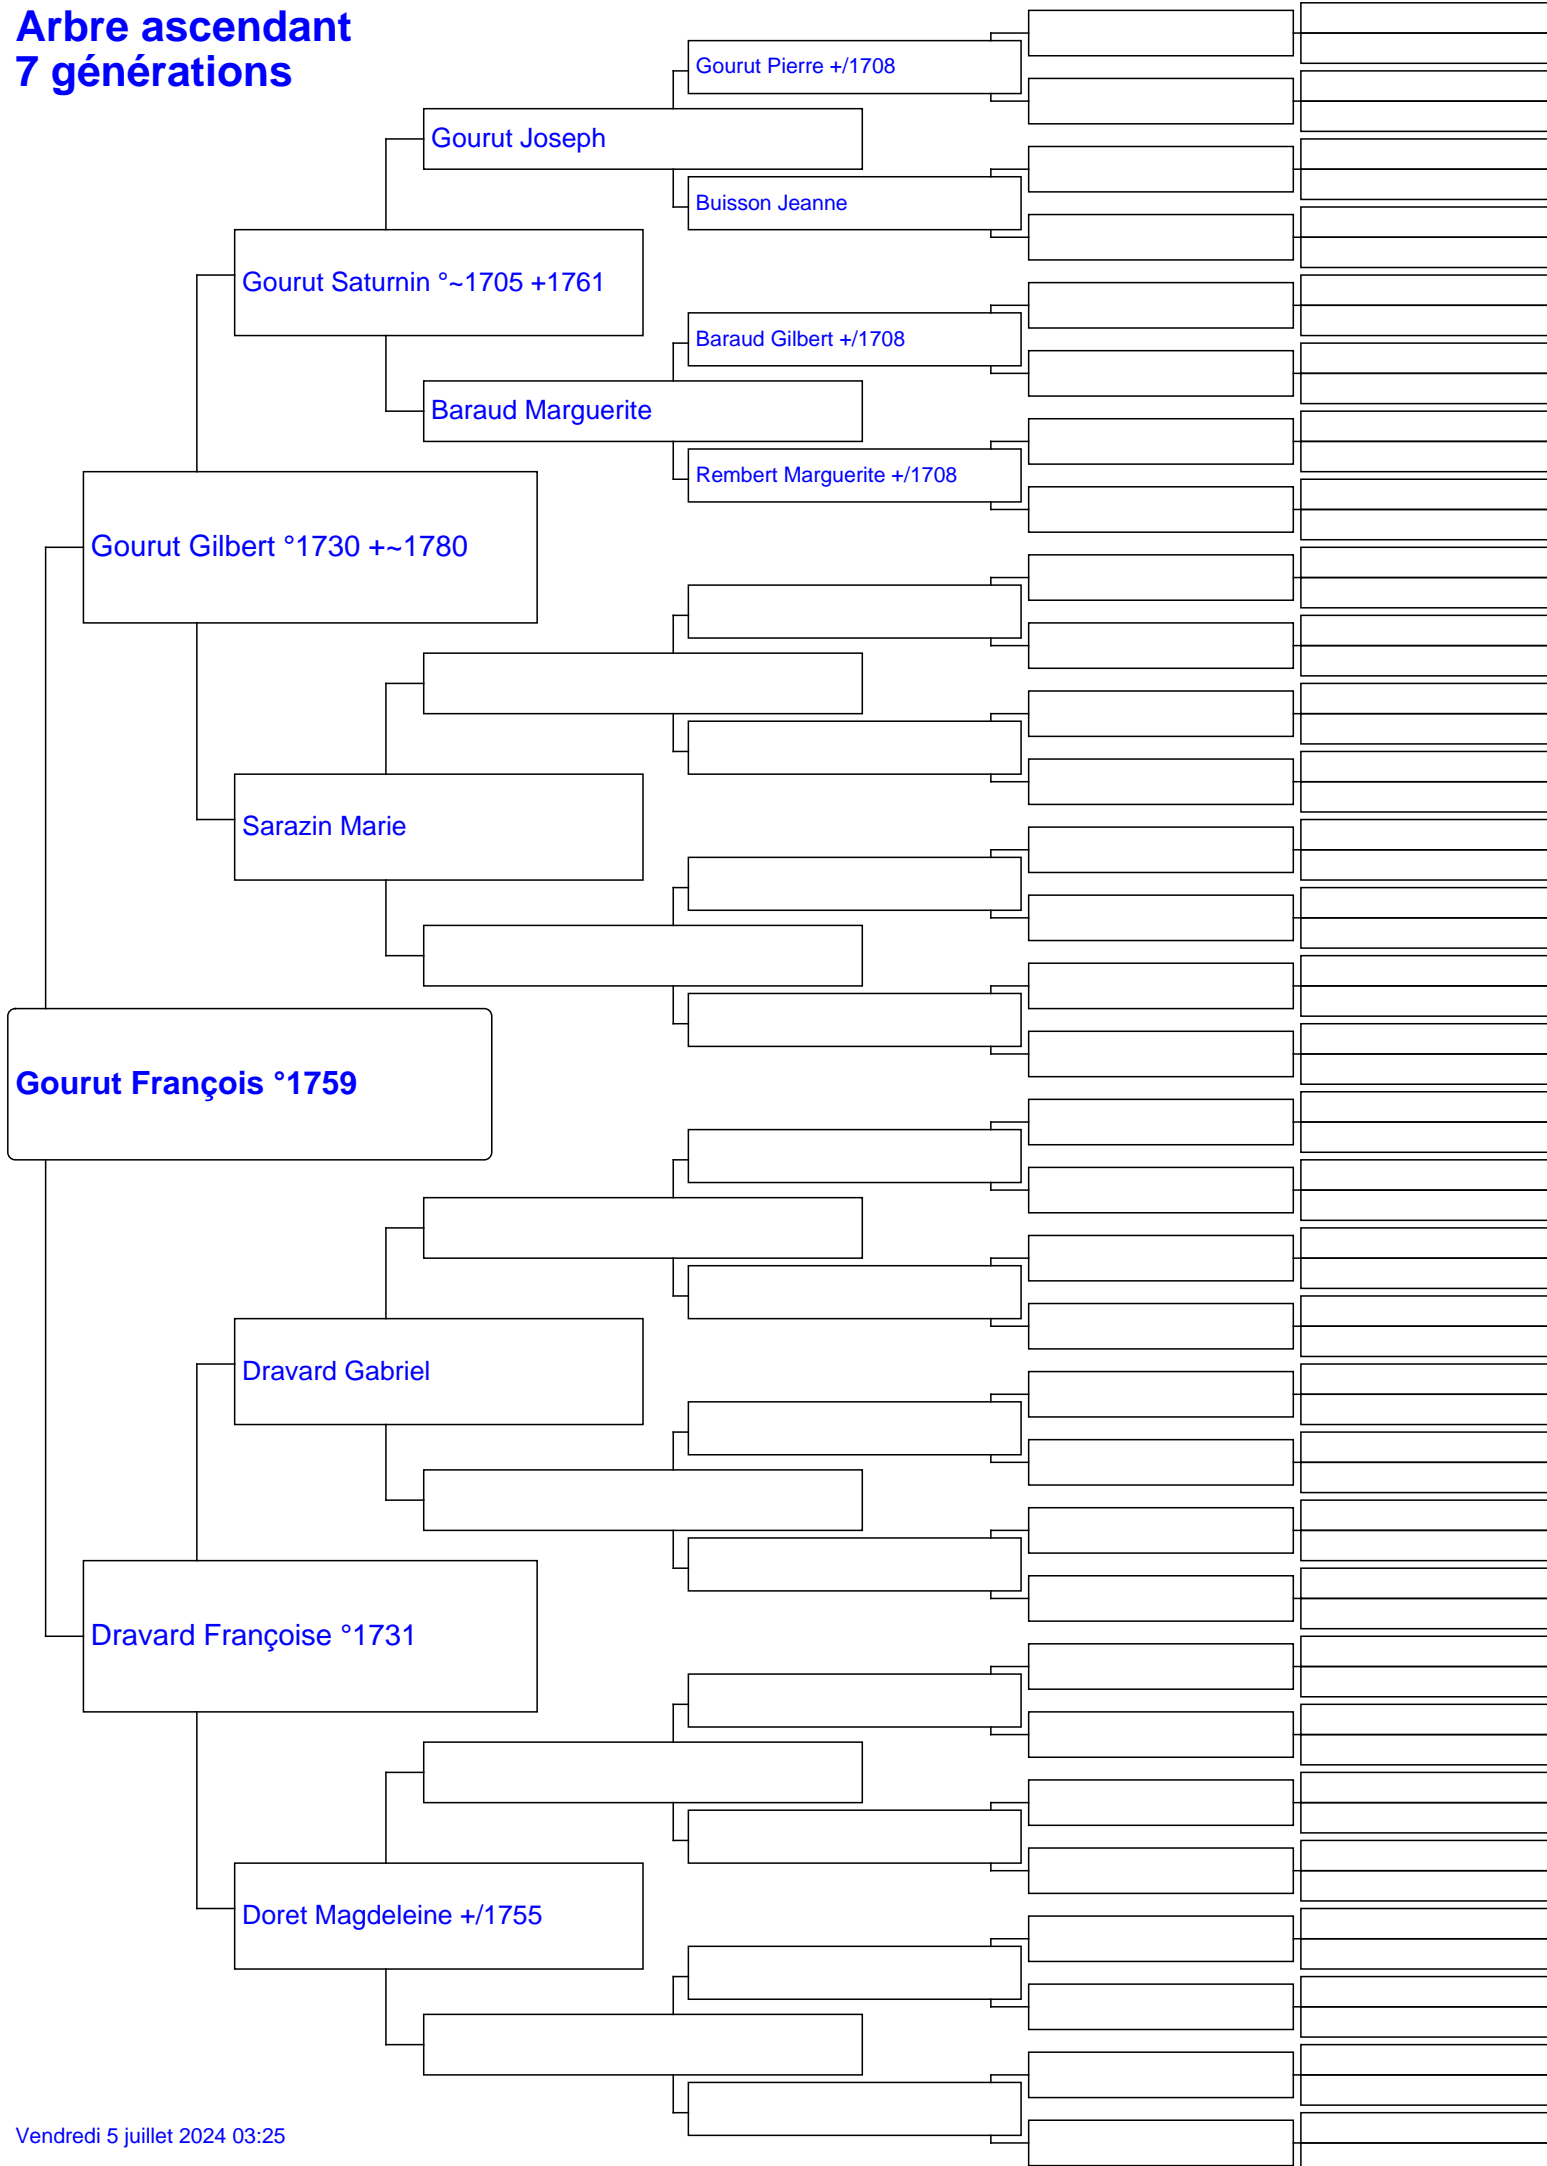 Arbre ascendant
7 générations
Gourut Pierre +/1708
Gourut Joseph
Buisson Jeanne
Gourut Saturnin °~1705 +1761
Baraud Gilbert +/1708
Baraud Marguerite
Rembert Marguerite +/1708
Gourut Gilbert °1730 +~1780
Sarazin Marie
Gourut François °1759
Dravard Gabriel
Dravard Françoise °1731
Doret Magdeleine +/1755
Vendredi 5 juillet 2024 03:25